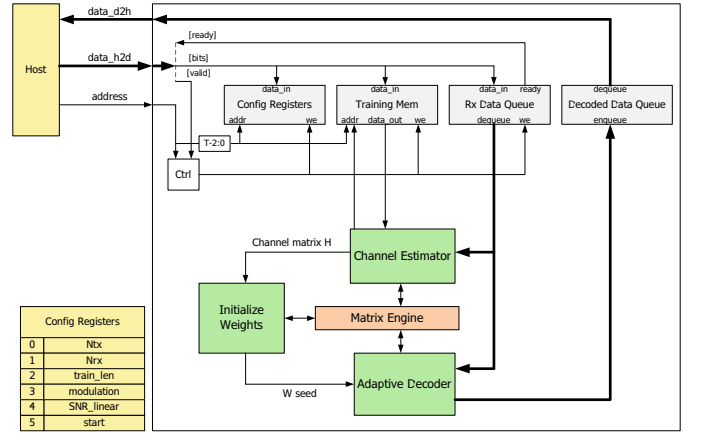 data_d2h
[ready]
Host
data_h2d
[bits]
[valid]
address
data_in
Config Registers
addr
we
data_in
Training Mem
addr
data_out
we
data_in
ready
Rx Data Queue
dequeue
we
dequeue
Decoded Data Queue
enqueue
T-2:0
Ctrl
Channel matrix H
Channel Estimator
Initialize
Weights
Matrix Engine
W seed
Adaptive Decoder
Config Registers
0 Ntx
1 Nrx
2 train_len
3 modulation
4 SNR_linear
5 start